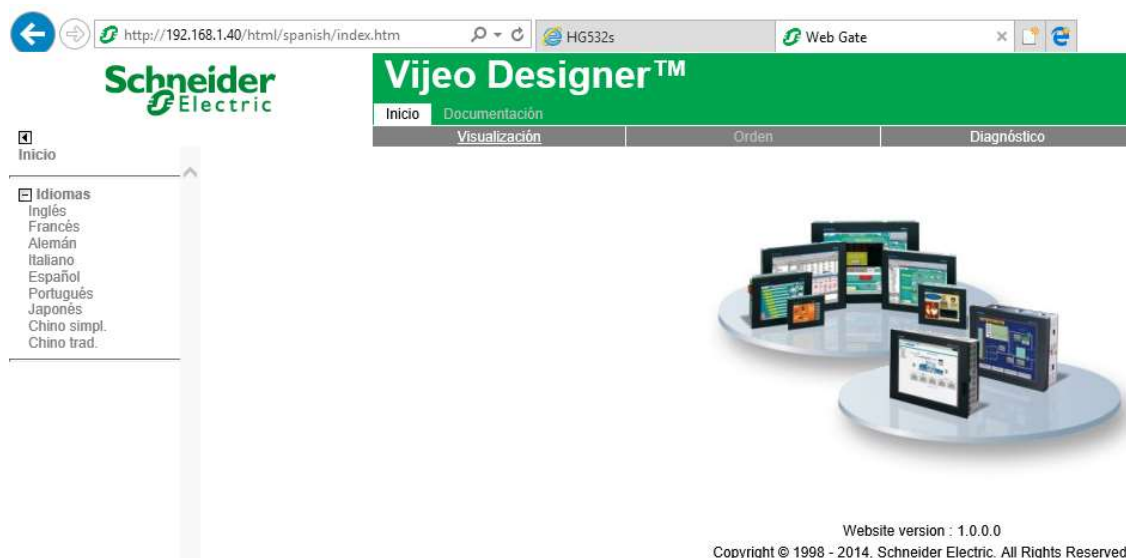 http://192.168.1.40/html/spanish/index.htm
HG532s
Web Gate
Schneider
Electric
Vijeo Designer™
Inicio Documentación
Visualización Orden Diagnóstico
Inicio
Idiomas
Inglés
Francés
Alemán
Italiano
Español
Portugués
Japonés
Chino simpl.
Chino trad.
Website version : 1.0.0.0
Copyright © 1998 - 2014. Schneider Electric. All Rights Reserved